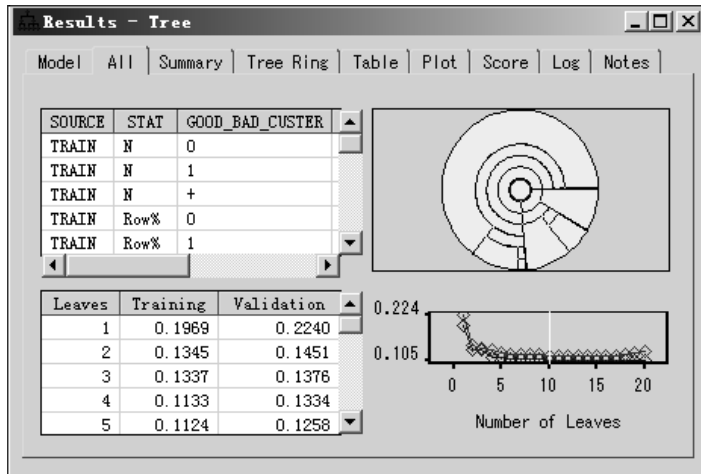 Results - Tree
Model All Summary Tree Ring Table Plot Score Log Notes
SOURCE STAT GOOD_BAD_CUSTER
TRAIN N 0
TRAIN N 1
TRAIN N +
TRAIN Row% 0
TRAIN Row% 1
Leaves Training Validation
1 0.1969 0.2240
2 0.1345 0.1451
3 0.1337 0.1376
4 0.1133 0.1334
5 0.1124 0.1258
0.224
0.105
0 5 10 15 20
Number of Leaves